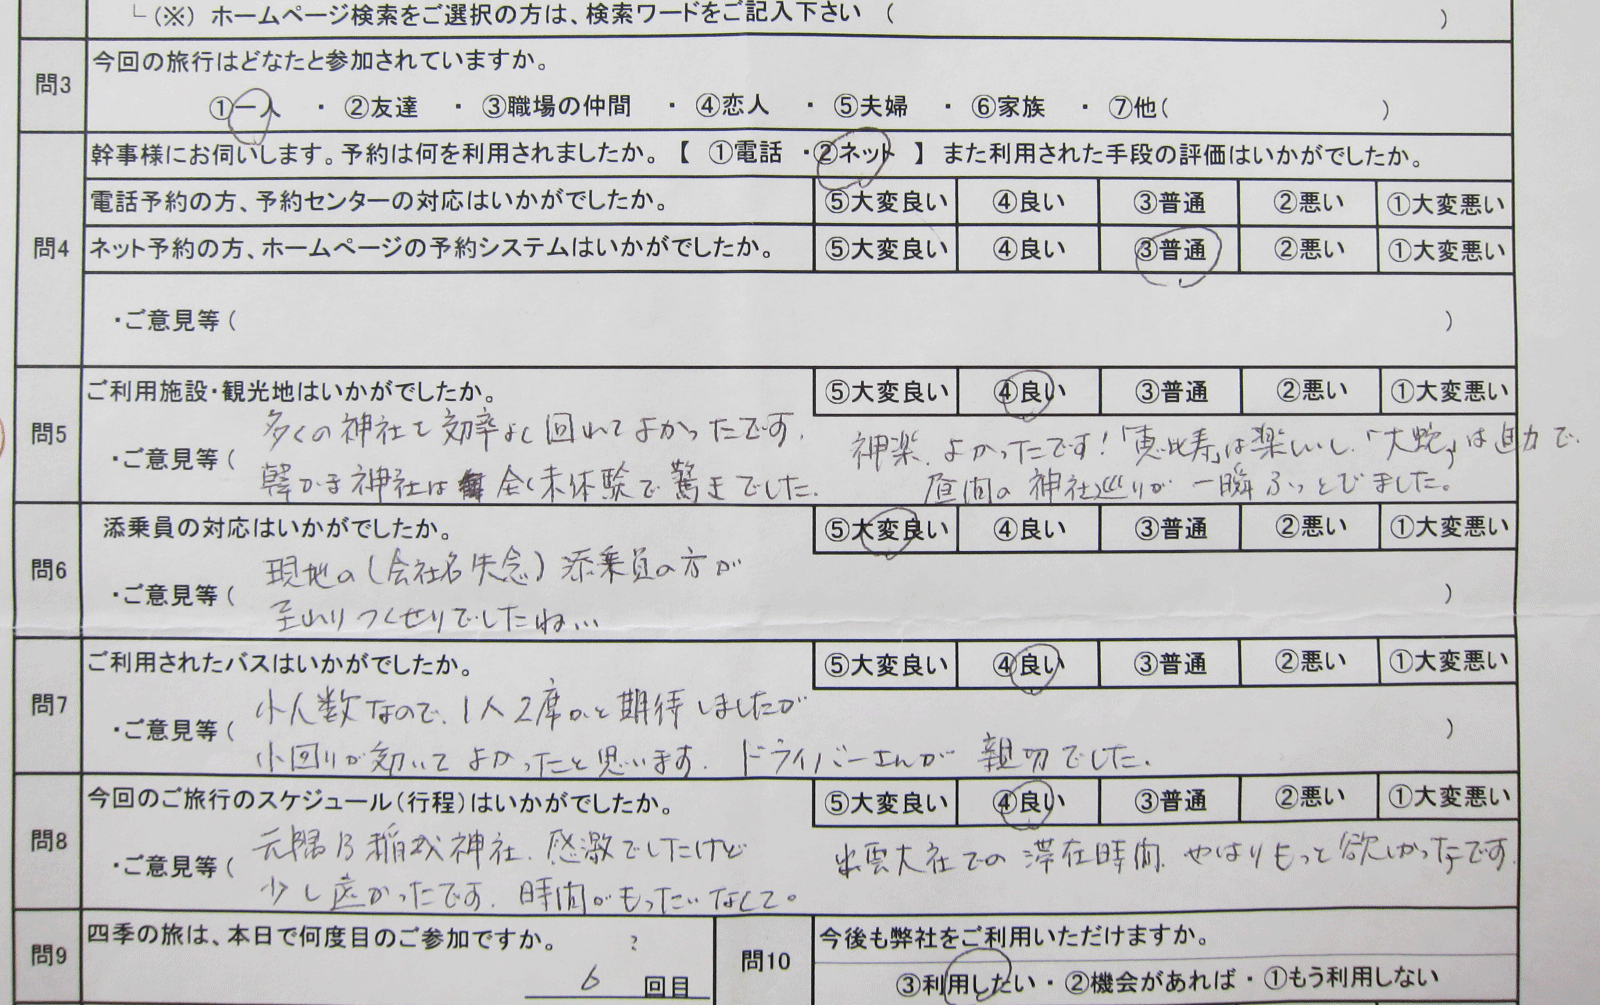 └(※) ホームページ検索をご選択の方は、検索ワードをご記入下さい （ ）
問3 今回の旅行はどなたと参加されていますか。
①一人 ・ ②友達 ・ ③職場の仲間 ・ ④恋人 ・ ⑤夫婦 ・ ⑥家族 ・ ⑦他( )
問4 幹事様にお伺いします。予約は何を利用されましたか。【 ①電話 ・②ネット 】 また利用された手段の評価はいかがでしたか。
電話予約の方、予約センターの対応はいかがでしたか。 ⑤大変良い ④良い ③普通 ②悪い ①大変悪い
ネット予約の方、ホームページの予約システムはいかがでしたか。 ⑤大変良い ④良い ③普通 ②悪い ①大変悪い
・ご意見等（ ）
問5 ご利用施設・観光地はいかがでしたか。 ⑤大変良い ④良い ③普通 ②悪い ①大変悪い
・ご意見等（
多くの神社を効率よく回れてよかったです。
韓かま神社は 全く未体験で驚きでした。
神楽、よかったです！「恵比寿」は楽しいし、「大蛇」は迫力で、
昼間の神社巡りが一瞬ふっとびました。
問6 添乗員の対応はいかがでしたか。 ⑤大変良い ④良い ③普通 ②悪い ①大変悪い
・ご意見等（ ）
現地の（会社名失念）添乗員の方が
至れりつくせりでしたね…
問7 ご利用されたバスはいかがでしたか。 ⑤大変良い ④良い ③普通 ②悪い ①大変悪い
・ご意見等（ ）
小人数なので、1人2席かと期待しましたが
小回りが効いてよかったと思います。ドライバーさんが親切でした。
問8 今回のご旅行のスケジュール（行程）はいかがでしたか。 ⑤大変良い ④良い ③普通 ②悪い ①大変悪い
・ご意見等（
稲成神社、感激でしたけど
少し遠かったです。時間がもったいなくて。
出雲大社での滞在時間、やはりもっと欲しかったです。
問9 四季の旅は、本日で何度目のご参加ですか。
? 6 回目
問10 今後も弊社をご利用いただけますか。
③利用したい・②機会があれば・①もう利用しない